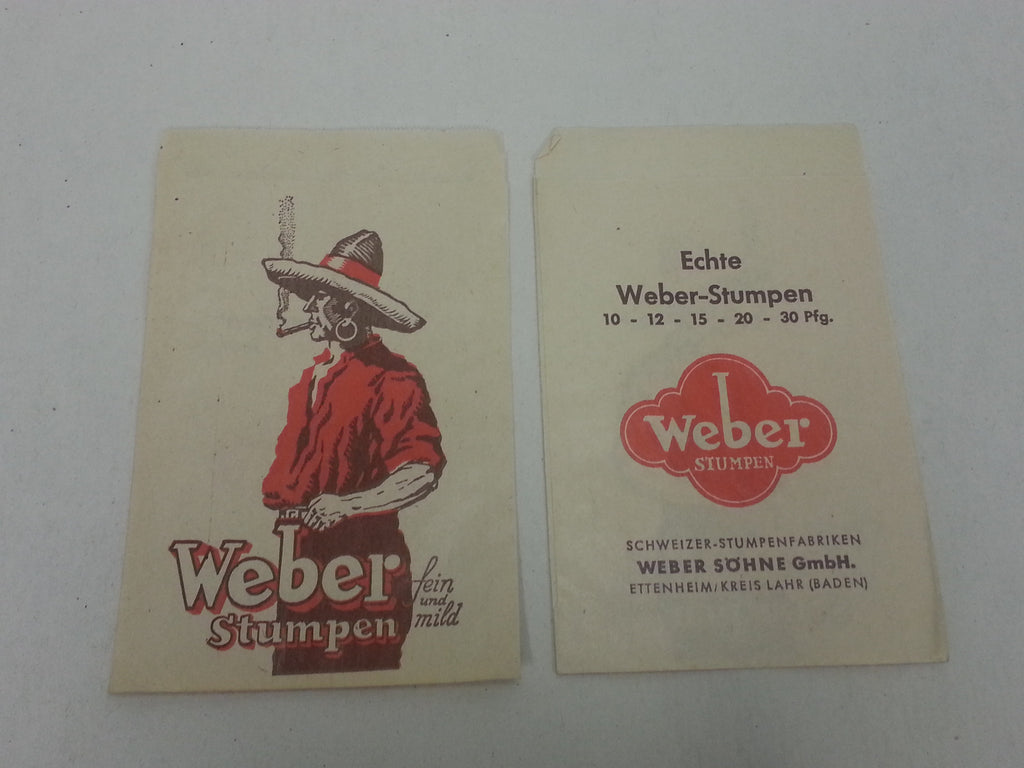 Weber
Stumpen
fein
und
mild
Echte
Weber-Stumpen
10 - 12 - 15 - 20 - 30 Pfg.
Weber
STUMPEN
SCHWEIZER-STUMPENFABRIKEN
WEBER SÖHNE GmbH.
ETTENHEIM/KREIS LAHR (BADEN)